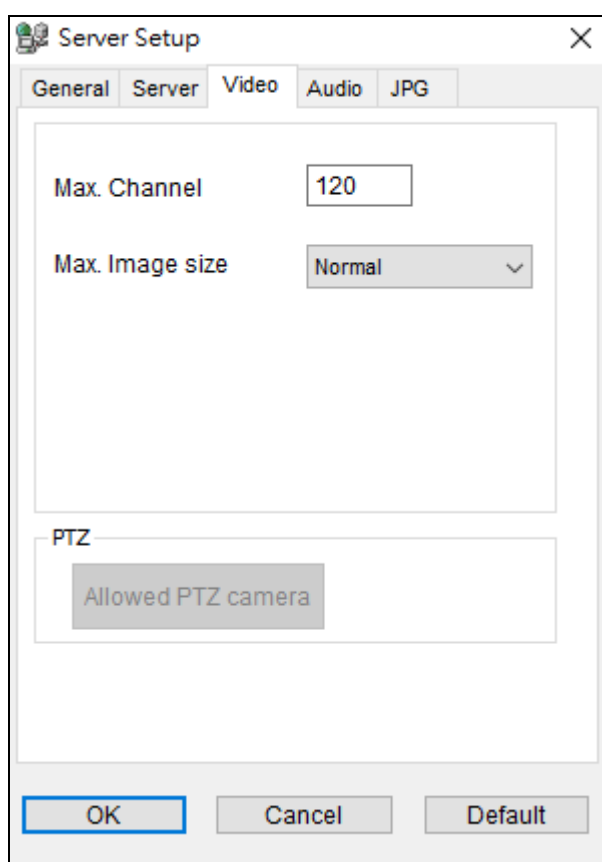 Server Setup
General Server Video Audio JPG
Max. Channel 120
Max. Image size Normal
PTZ
Allowed PTZ camera
OK Cancel Default